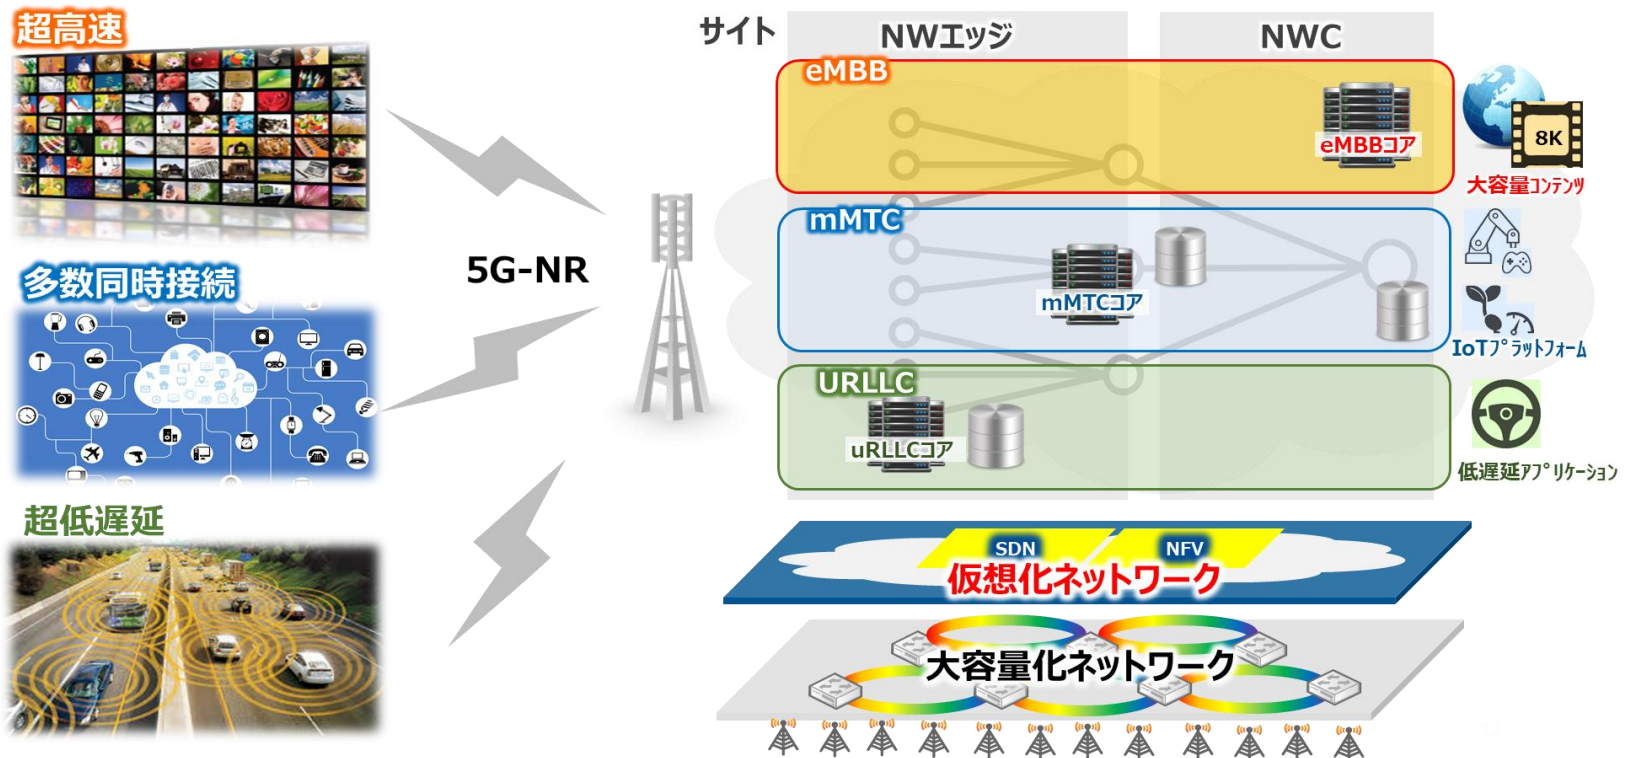 超高速
サイト
NWエッジ
NWC
eMBB
eMBBコア
8K
大容量コンテンツ
多数同時接続
5G-NR
mMTC
mMTCコア
IoTプラットフォーム
URLLC
uRLLCコア
低遅延アプリケーション
超低遅延
SDN
NFV
仮想化ネットワーク
大容量化ネットワーク